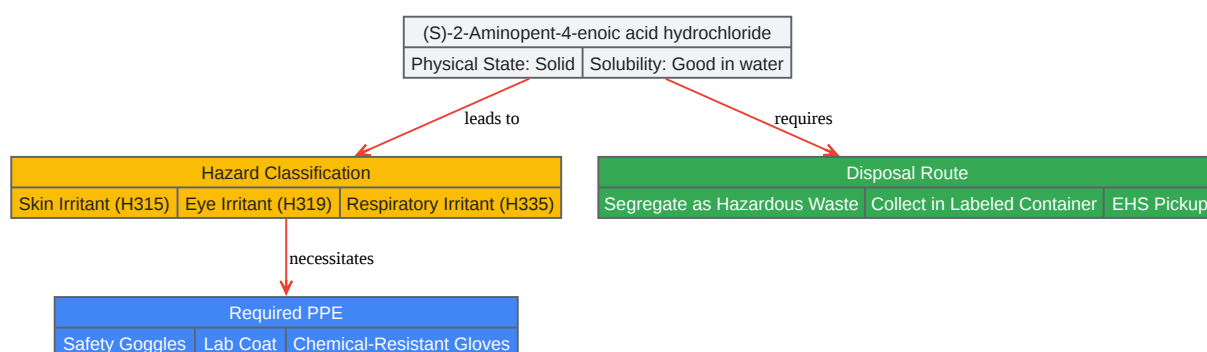 (S)-2-Aminopent-4-enoic acid hydrochloride
Physical State: Solid Solubility: Good in water
leads to requires
Hazard Classification Disposal Route
Skin Irritant (H315) Eye Irritant (H319) Respiratory Irritant (H335) Segregate as Hazardous Waste Collect in Labeled Container EHS Pickup
necessitates
Required PPE
Safety Goggles Lab Coat Chemical-Resistant Gloves